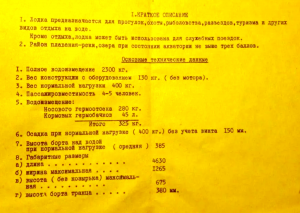 I. КРАТКОЕ ОПИСАНИЕ
1. Лодка предназначается для прогулок, охоты, рыболовства, разъездов, туризма и других
видов отдыха на воде.
Кроме отдыха, лодка может быть использована для служебных поездок.
2. Район плавания-реки, озера при состоянии акватории не выше трех баллов.
Основные технические данные
1. Полное водоизмещение 2300 кг.
2. Вес конструкции с оборудованием 130 кг. ( без мотора).
3. Вес нормальной нагрузки 400 кг.
4. Пассажировместимость 4-5 человек.
5. Водоизмещение:
Носового гермоотсека 280 кг.
Кормовых гермобачков 45 л.
Итого 325 кг.
6. Осадка при нормальной нагрузке ( 400 кг.) без учета винта 150 мм.
7. Высота борта над водой
при нормальной нагрузке ( средняя ) 385
8. Габаритные размеры
а) длина . . . . . . . . . . 4630
б) ширина максимальная . . . . 1265
в) высота ( без козырька) максималь-
ная . . . . . . . . . . 675
г) высота борта транца . . . . 380 мм.